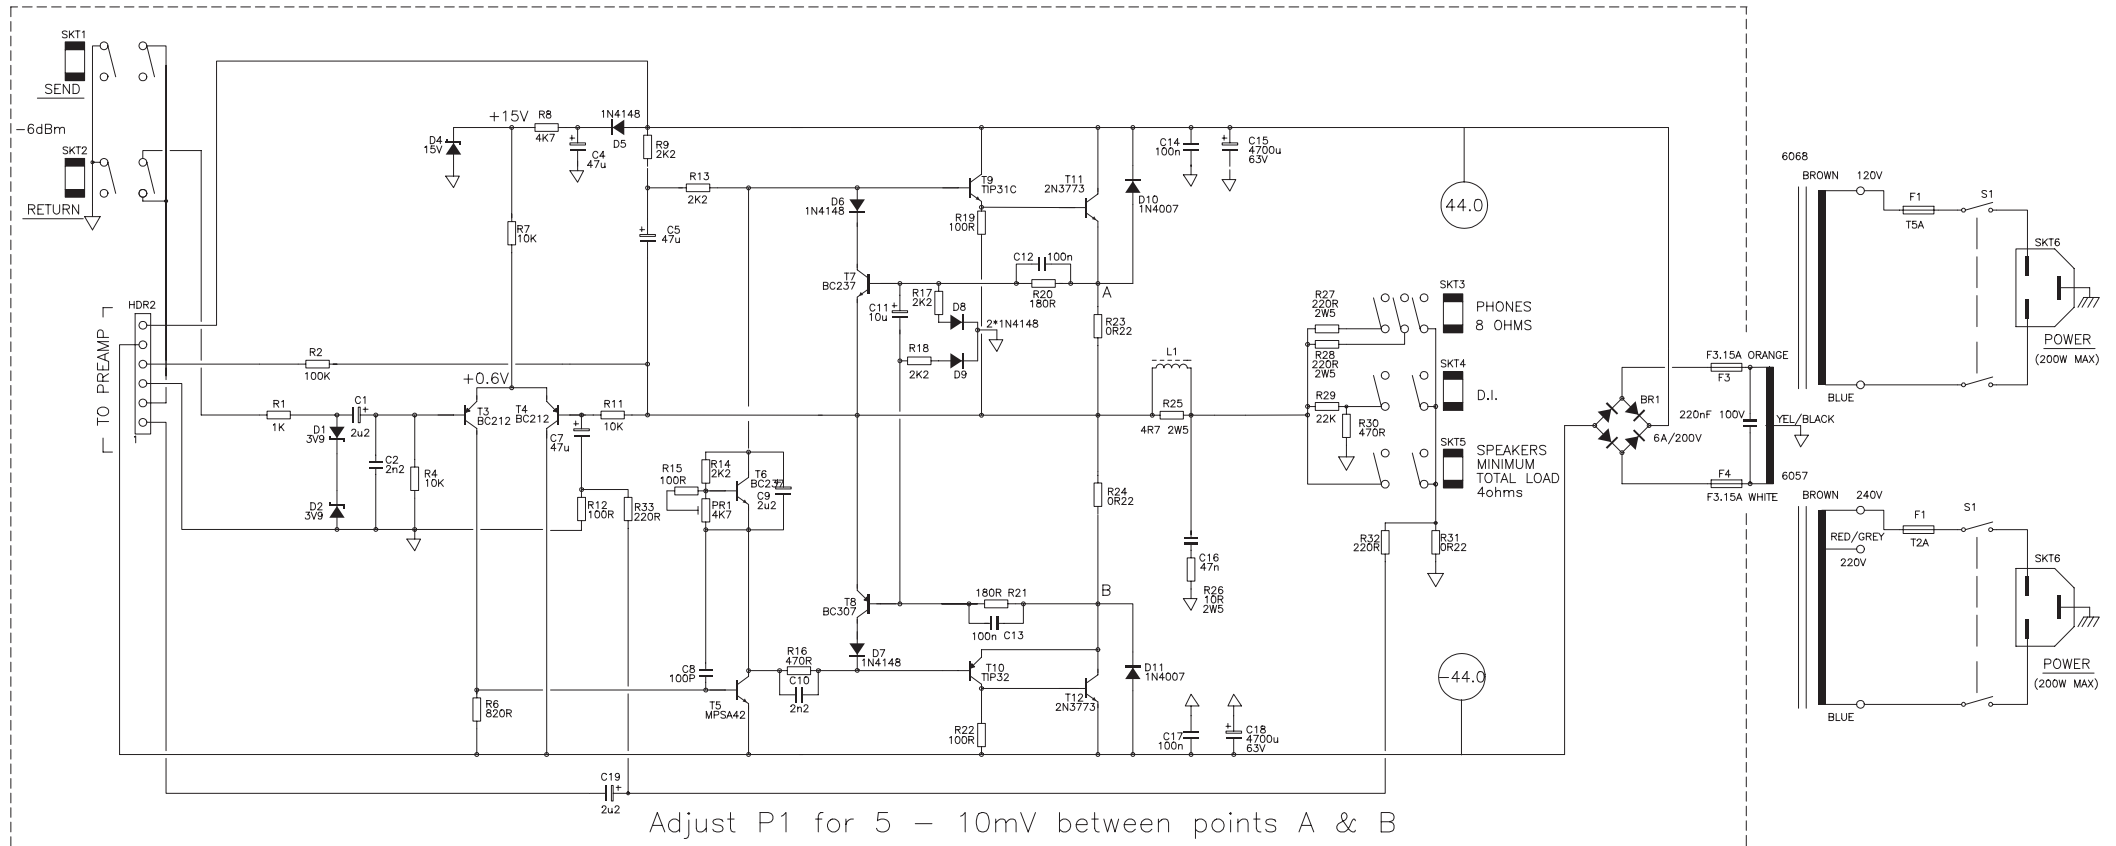 SKT1
SEND
-6dBm
SKT2
RETURN
HDR2
TO PREAMP
1
R2
100K
R1
1K
D1
3V9
D2
3V9
C1
+
2u2
C2
2n2
R4
10K
+15V
D4
15V
R8
4K7
+
C4
47u
1N4148
D5
R9
2K2
R7
10K
+0.6V
T3
BC212
T4
BC212
R11
10K
+
C7
47u
R12
100R
R33
220R
R6
820R
R13
2K2
+
C5
47u
R15
100R
R14
2K2
PR1
4K7
T6
BC237
C9
2u2
+
C8
100P
T5
MPSA42
R16
470R
C10
2n2
D6
1N4148
T7
BC237
C11
10u
+
R17
2K2
D8
2*1N4148
R18
2K2
D9
T8
BC307
D7
1N4148
T9
TIP31C
R19
100R
T11
2N3773
D10
1N4007
C12
100n
R20
180R
A
R23
0R22
R24
0R22
B
180R
R21
100n
C13
T10
TIP32
R22
100R
T12
2N3773
D11
1N4007
C14
100n
+
C15
4700u
63V
C17
100n
+
C18
4700u
63V
L1
R25
4R7
2W5
C16
47n
R26
10R
2W5
44.0
-44.0
R27
220R
2W5
R28
220R
2W5
R29
22K
R30
470R
SKT3
PHONES
8 OHMS
SKT4
D.I.
SKT5
SPEAKERS
MINIMUM
TOTAL LOAD
4ohms
R32
220R
R31
0R22
BR1
6A/200V
F3.15A ORANGE
F3
220nF 100V
YEL/BLACK
F4
F3.15A WHITE
6068
BROWN
120V
F1
T5A
S1
SKT6
POWER
(200W MAX)
BLUE
6057
BROWN
240V
RED/GREY
220V
F1
T2A
S1
SKT6
POWER
(200W MAX)
BLUE
C19
+
2u2
Adjust P1 for 5 - 10mV between points A & B